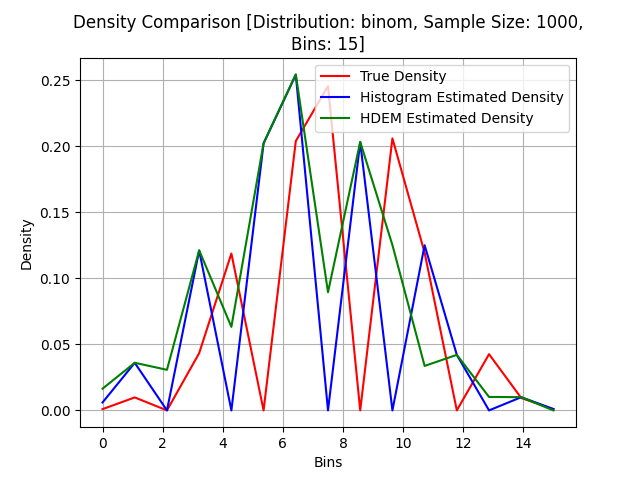 Density Comparison [Distribution: binom, Sample Size: 1000,
Bins: 15]
True Density
Histogram Estimated Density
HDEM Estimated Density
Density
0.25
0.20
0.15
0.10
0.05
0.00
0 2 4 6 8 10 12 14
Bins